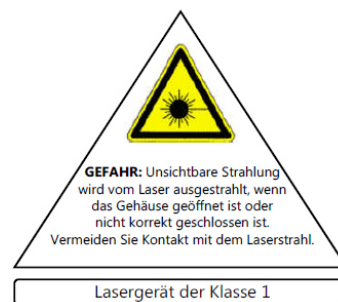 GEFAHR: Unsichtbare Strahlung
wird vom Laser ausgestrahlt, wenn
das Gehäuse geöffnet ist oder
nicht korrekt geschlossen ist.
Vermeiden Sie Kontakt mit dem Laserstrahl.
Lasergerät der Klasse 1